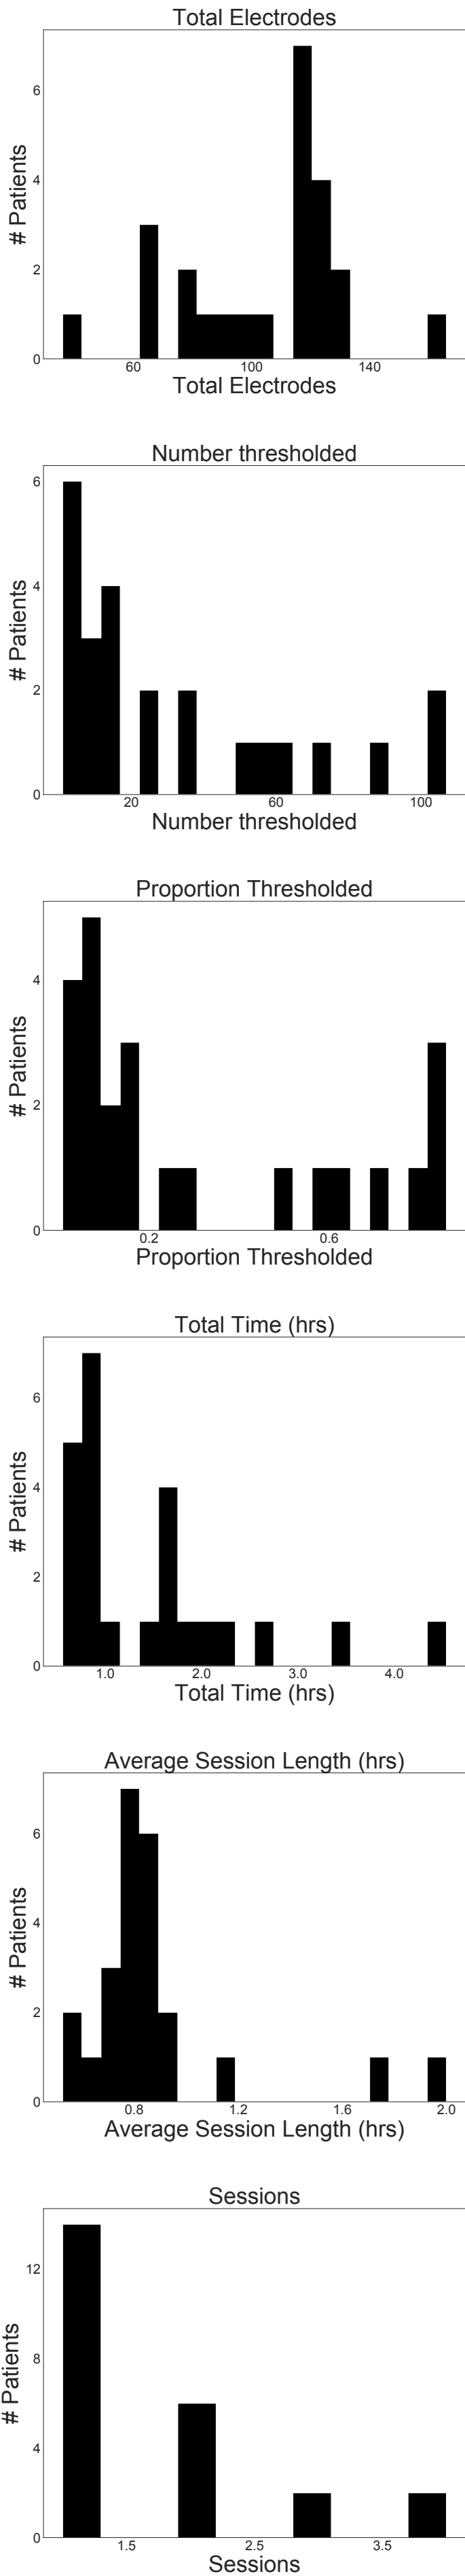 Total Electrodes
# Patients
6
4
2
0
60 100 140
Total Electrodes
Number thresholded
# Patients
6
4
2
0
20 60 100
Number thresholded
Proportion Thresholded
# Patients
4
2
0
0.2 0.6
Proportion Thresholded
Total Time (hrs)
# Patients
6
4
2
0
1.0 2.0 3.0 4.0
Total Time (hrs)
Average Session Length (hrs)
# Patients
6
4
2
0
0.8 1.2 1.6 2.0
Average Session Length (hrs)
Sessions
# Patients
12
8
4
0
1.5 2.5 3.5
Sessions